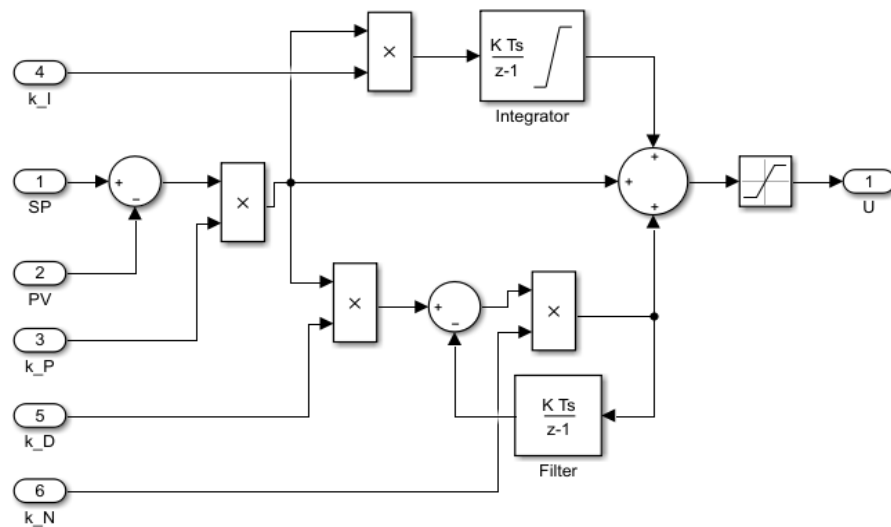 4
k_I
×
K Ts
z-1
Integrator
1
SP
+
−
×
+
+
+
1
U
2
PV
×
+
−
×
3
k_P
K Ts
z-1
Filter
5
k_D
6
k_N